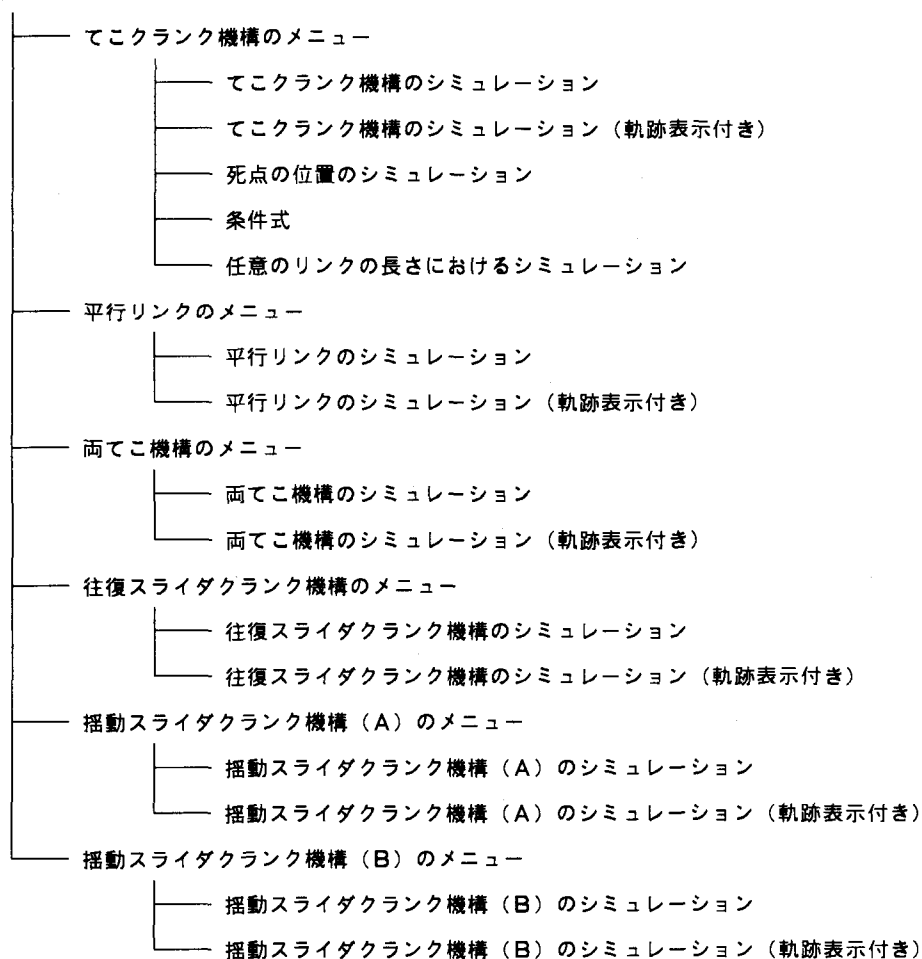 てこクランク機構のメニュー
てこクランク機構のシミュレーション
てこクランク機構のシミュレーション（軌跡表示付き）
死点の位置のシミュレーション
条件式
任意のリンクの長さにおけるシミュレーション
平行リンクのメニュー
平行リンクのシミュレーション
平行リンクのシミュレーション（軌跡表示付き）
両てこ機構のメニュー
両てこ機構のシミュレーション
両てこ機構のシミュレーション（軌跡表示付き）
往復スライダクランク機構のメニュー
往復スライダクランク機構のシミュレーション
往復スライダクランク機構のシミュレーション（軌跡表示付き）
揺動スライダクランク機構（A）のメニュー
揺動スライダクランク機構（A）のシミュレーション
揺動スライダクランク機構（A）のシミュレーション（軌跡表示付き）
揺動スライダクランク機構（B）のメニュー
揺動スライダクランク機構（B）のシミュレーション
揺動スライダクランク機構（B）のシミュレーション（軌跡表示付き）